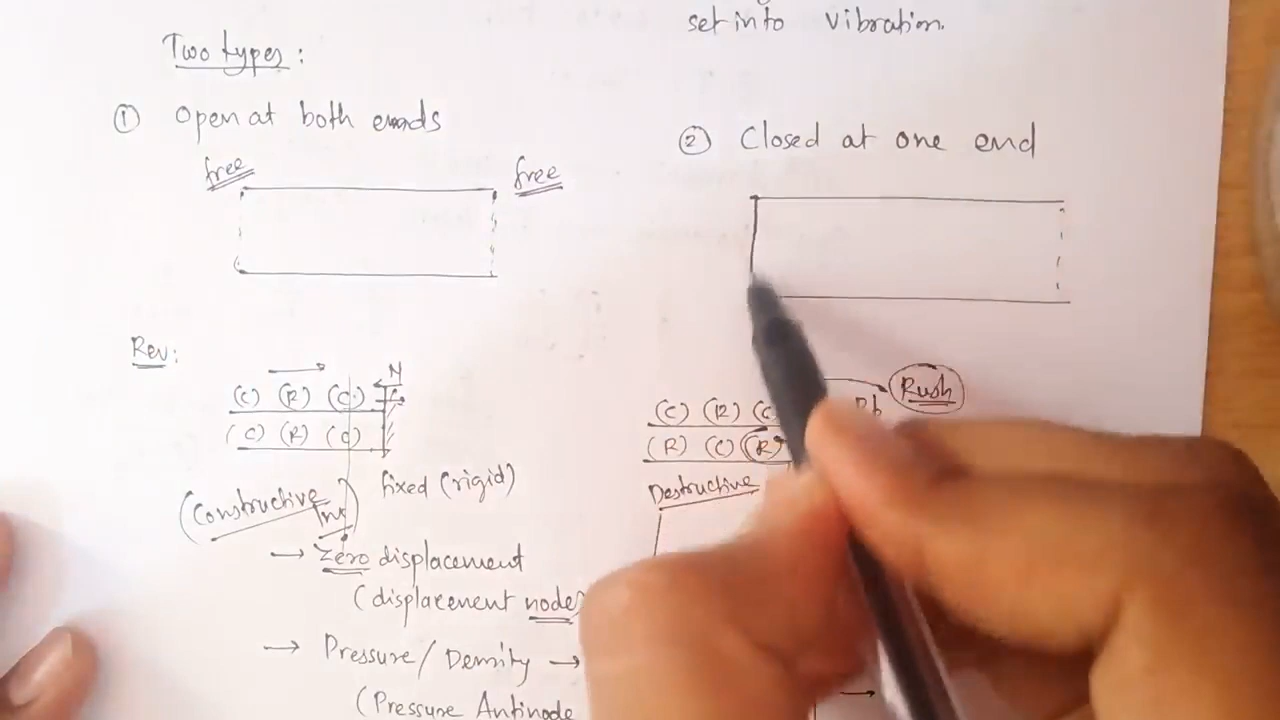 set into vibration.
Two types:
① Open at both ends
free
free
② Closed at one end
Rev:
(C) (R) (C)
N
(C) (R) (C)
fixed (rigid)
(Constructive
Int)
→ Zero displacement
(displacement node)
→ Pressure/Density →
(Pressure Antinode
Rush
(C) (R) (C
(R) (C) (R)
Destructive
→